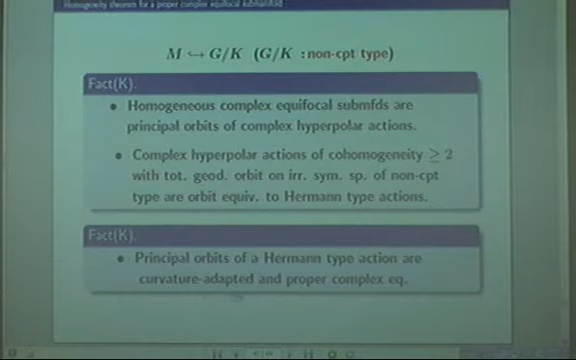 Homogeneity theorem for a proper complex equifocal submanifold
M ↪ G/K (G/K : non-cpt type)
Fact(K).
• Homogeneous complex equifocal submfds are
principal orbits of complex hyperpolar actions.
• Complex hyperpolar actions of cohomogeneity ≥ 2
with tot. geod. orbit on irr. sym. sp. of non-cpt
type are orbit equiv. to Hermann type actions.
Fact(K).
• Principal orbits of a Hermann type action are
curvature-adapted and proper complex eq.